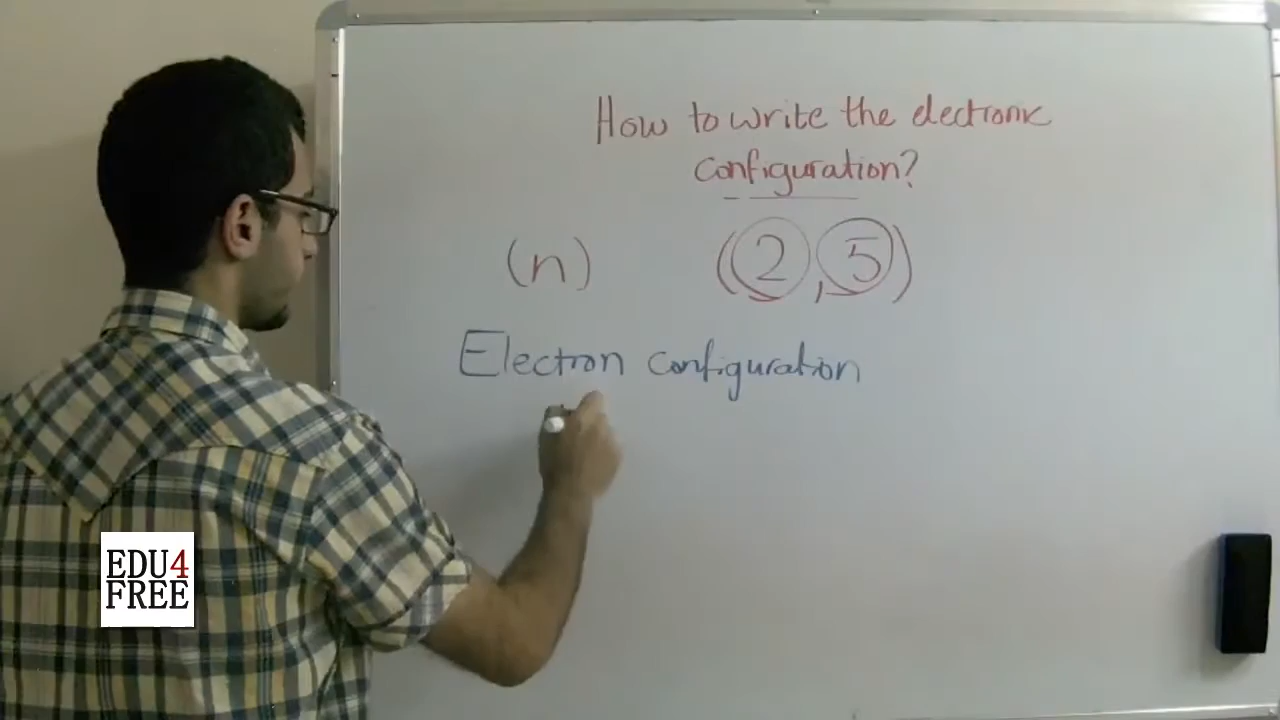 How to write the electronic
configuration?
(n) (2,5)
Electron configuration
EDU4
FREE